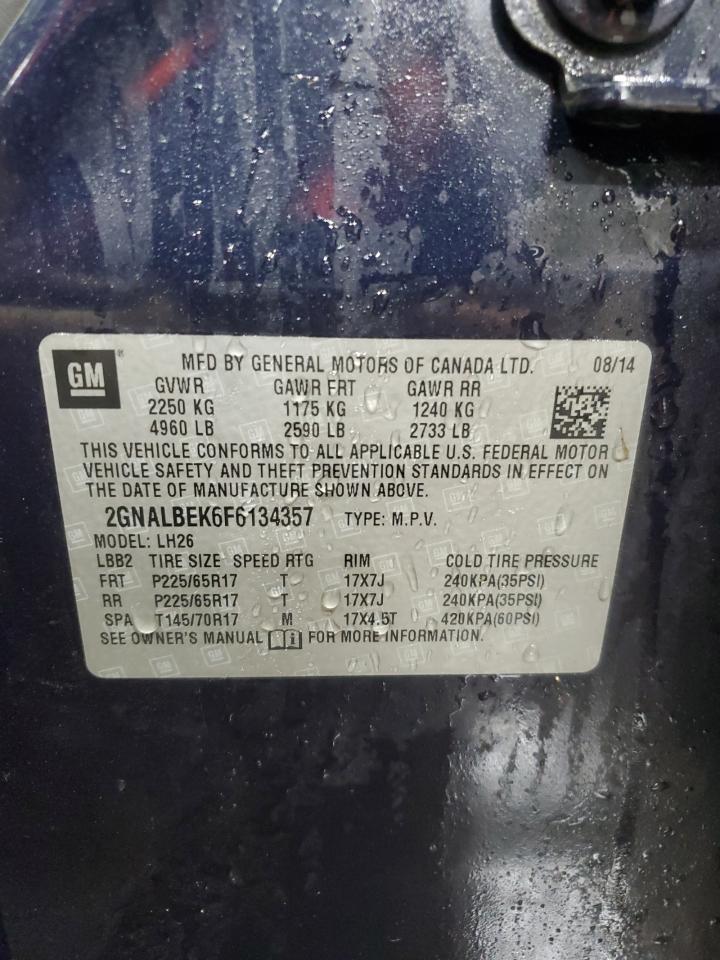 GM
MFD BY GENERAL MOTORS OF CANADA LTD. 08/14
GVWR GAWR FRT GAWR RR
2250 KG 1175 KG 1240 KG
4960 LB 2590 LB 2733 LB
THIS VEHICLE CONFORMS TO ALL APPLICABLE U.S. FEDERAL MOTOR
VEHICLE SAFETY AND THEFT PREVENTION STANDARDS IN EFFECT ON
THE DATE OF MANUFACTURE SHOWN ABOVE.
2GNALBEK6F6134357 TYPE: M.P.V.
MODEL: LH26
LBB2 TIRE SIZE SPEED RTG RIM COLD TIRE PRESSURE
FRT P225/65R17 T 17X7J 240KPA(35PSI)
RR P225/65R17 T 17X7J 240KPA(35PSI)
SPA T145/70R17 M 17X4.5T 420KPA(60PSI)
SEE OWNER'S MANUAL FOR MORE INFORMATION.